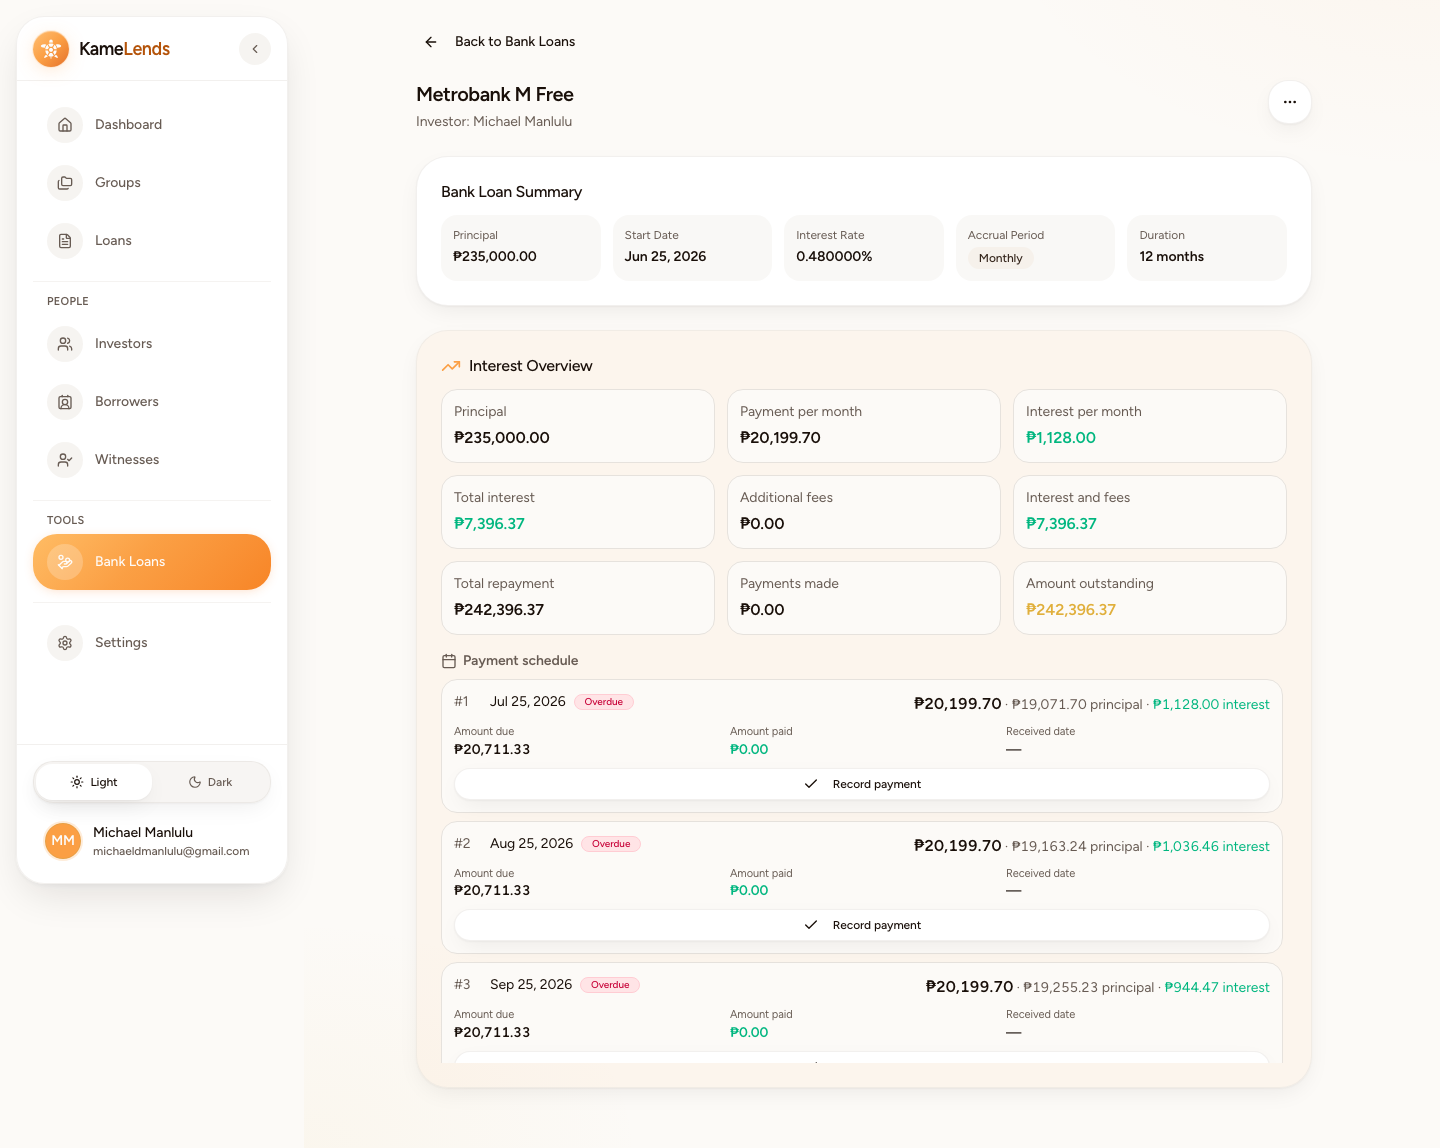 KameLends
Dashboard
Groups
Loans
PEOPLE
Investors
Borrowers
Witnesses
TOOLS
Bank Loans
Settings
Light
Dark
MM
Michael Manlulu
michaeldmanlulu@gmail.com
Back to Bank Loans
Metrobank M Free
Investor: Michael Manlulu
Bank Loan Summary
Principal
₱235,000.00
Start Date
Jun 25, 2026
Interest Rate
0.480000%
Accrual Period
Monthly
Duration
12 months
Interest Overview
Principal
₱235,000.00
Payment per month
₱20,199.70
Interest per month
₱1,128.00
Total interest
₱7,396.37
Additional fees
₱0.00
Interest and fees
₱7,396.37
Total repayment
₱242,396.37
Payments made
₱0.00
Amount outstanding
₱242,396.37
Payment schedule
#1 Jul 25, 2026 Overdue ₱20,199.70 · ₱19,071.70 principal · ₱1,128.00 interest
Amount due
₱20,711.33
Amount paid
₱0.00
Received date
—
Record payment
#2 Aug 25, 2026 Overdue ₱20,199.70 · ₱19,163.24 principal · ₱1,036.46 interest
Amount due
₱20,711.33
Amount paid
₱0.00
Received date
—
Record payment
#3 Sep 25, 2026 Overdue ₱20,199.70 · ₱19,255.23 principal · ₱944.47 interest
Amount due
₱20,711.33
Amount paid
₱0.00
Received date
—